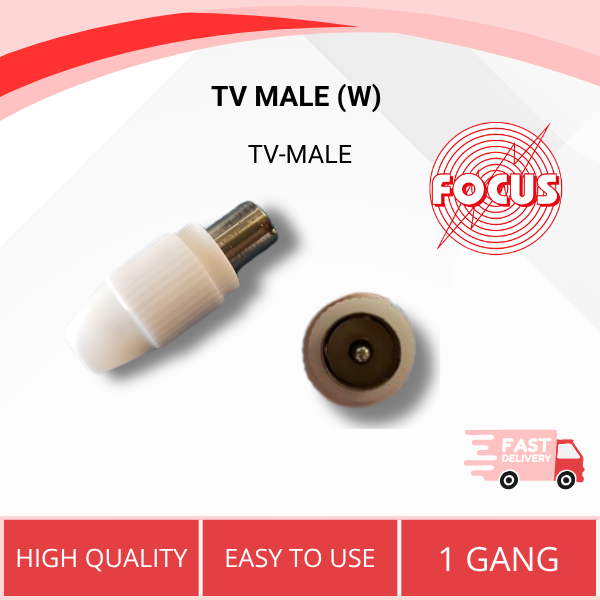 TV MALE (W)
TV-MALE
FOCUS
FAST
DELIVERY
HIGH QUALITY
EASY TO USE
1 GANG